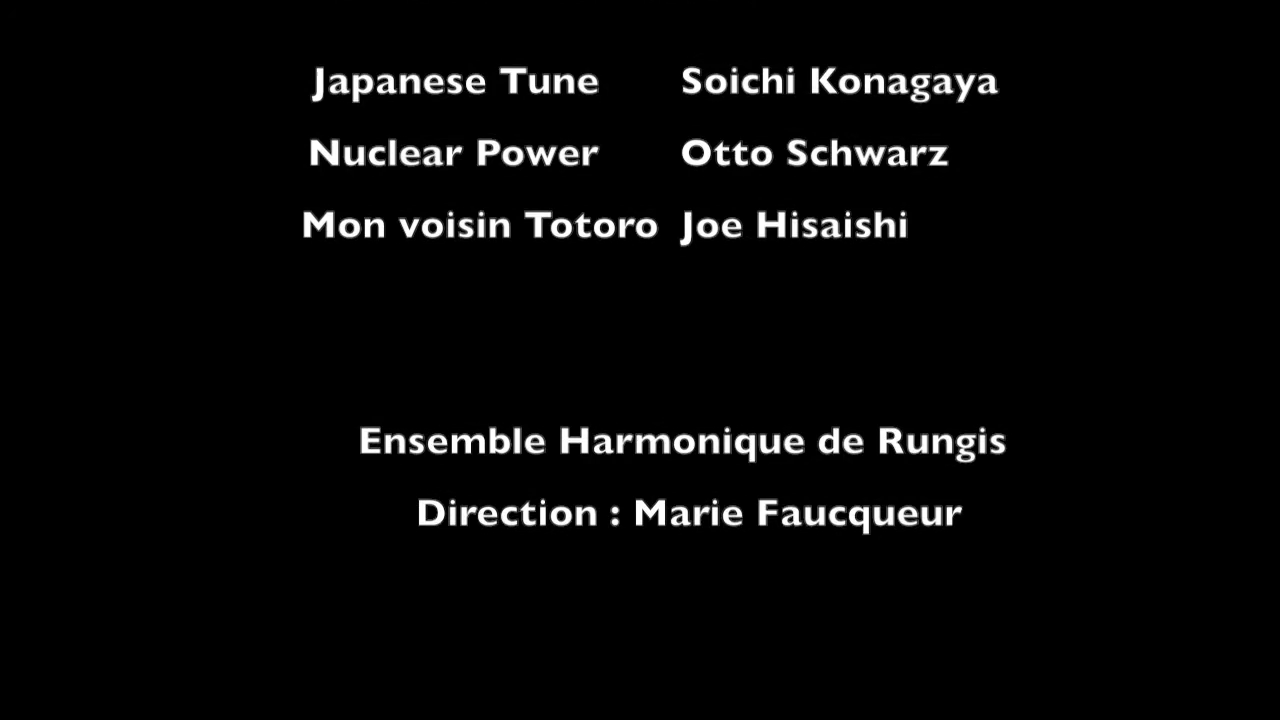 Japanese Tune Soichi Konagaya
Nuclear Power Otto Schwarz
Mon voisin Totoro Joe Hisaishi
Ensemble Harmonique de Rungis
Direction : Marie Faucqueur